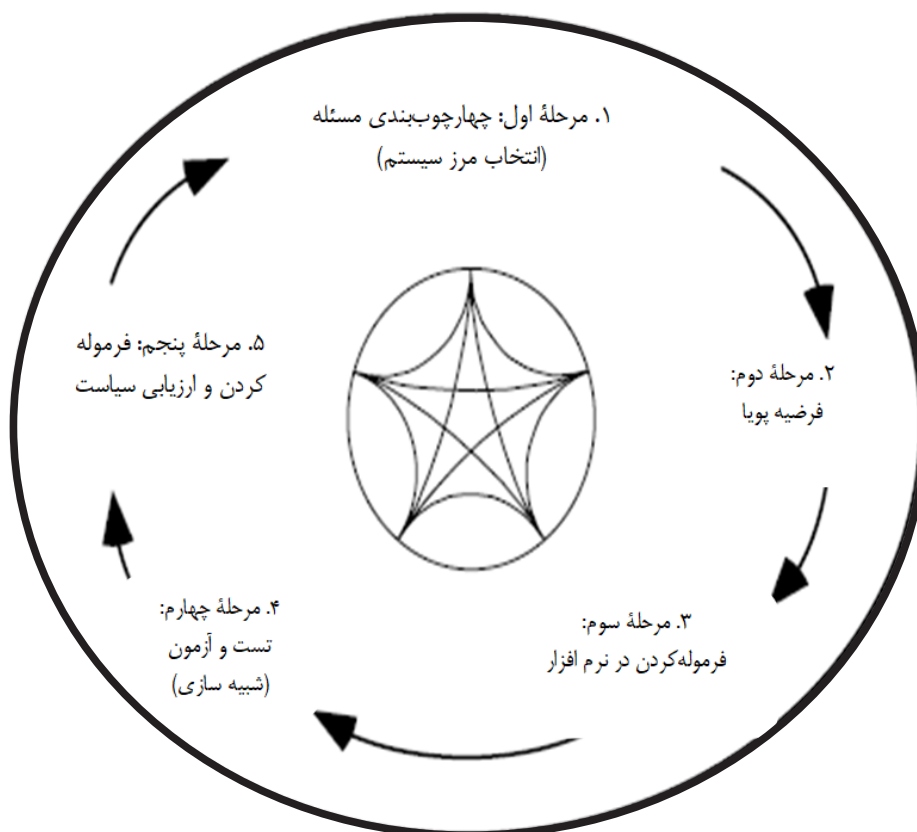 ۱. مرحلهٔ اول: چهارچوب‌بندی مسئله
(انتخاب مرز سیستم)
۲. مرحلهٔ دوم:
فرضیه پویا
۳. مرحلهٔ سوم:
فرموله‌کردن در نرم افزار
۴. مرحلهٔ چهارم:
تست و آزمون
(شبیه سازی)
۵. مرحلهٔ پنجم: فرموله
کردن و ارزیابی سیاست